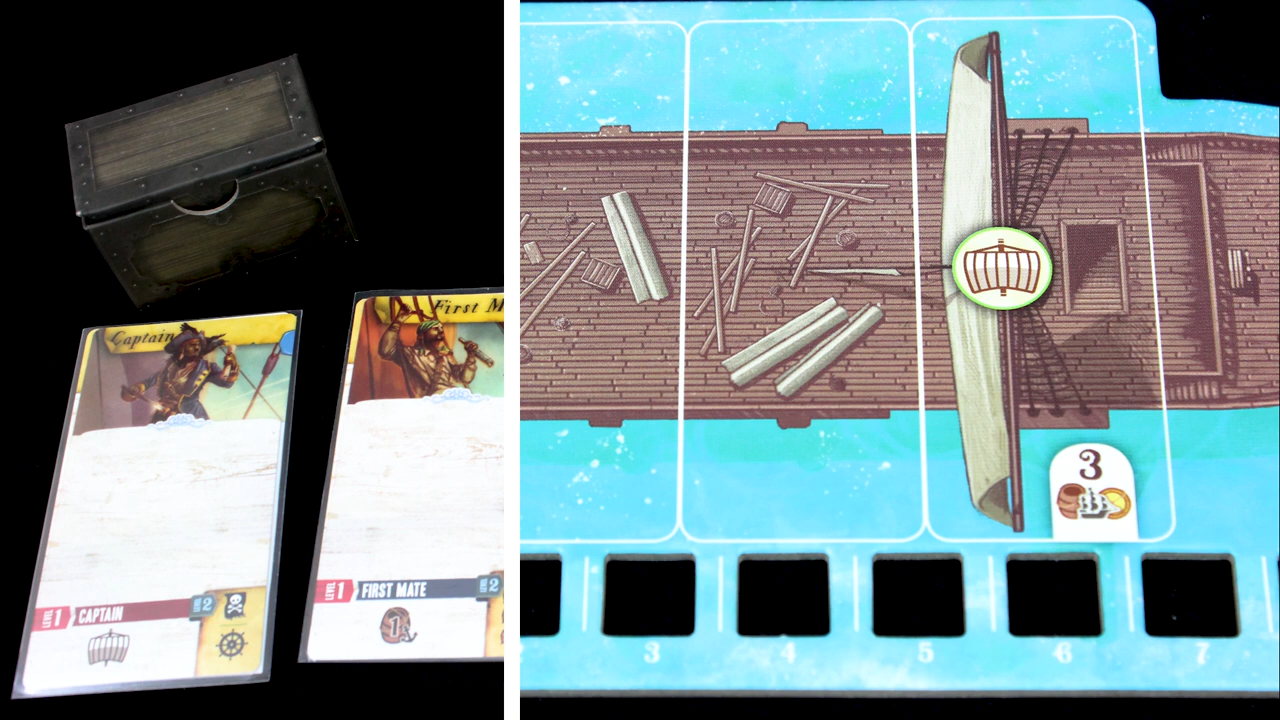 Captain
First M
LEVEL 1 CAPTAIN LEVEL 2
LEVEL 1 FIRST MATE LEVEL 2
1
3
3 4 5 6 7